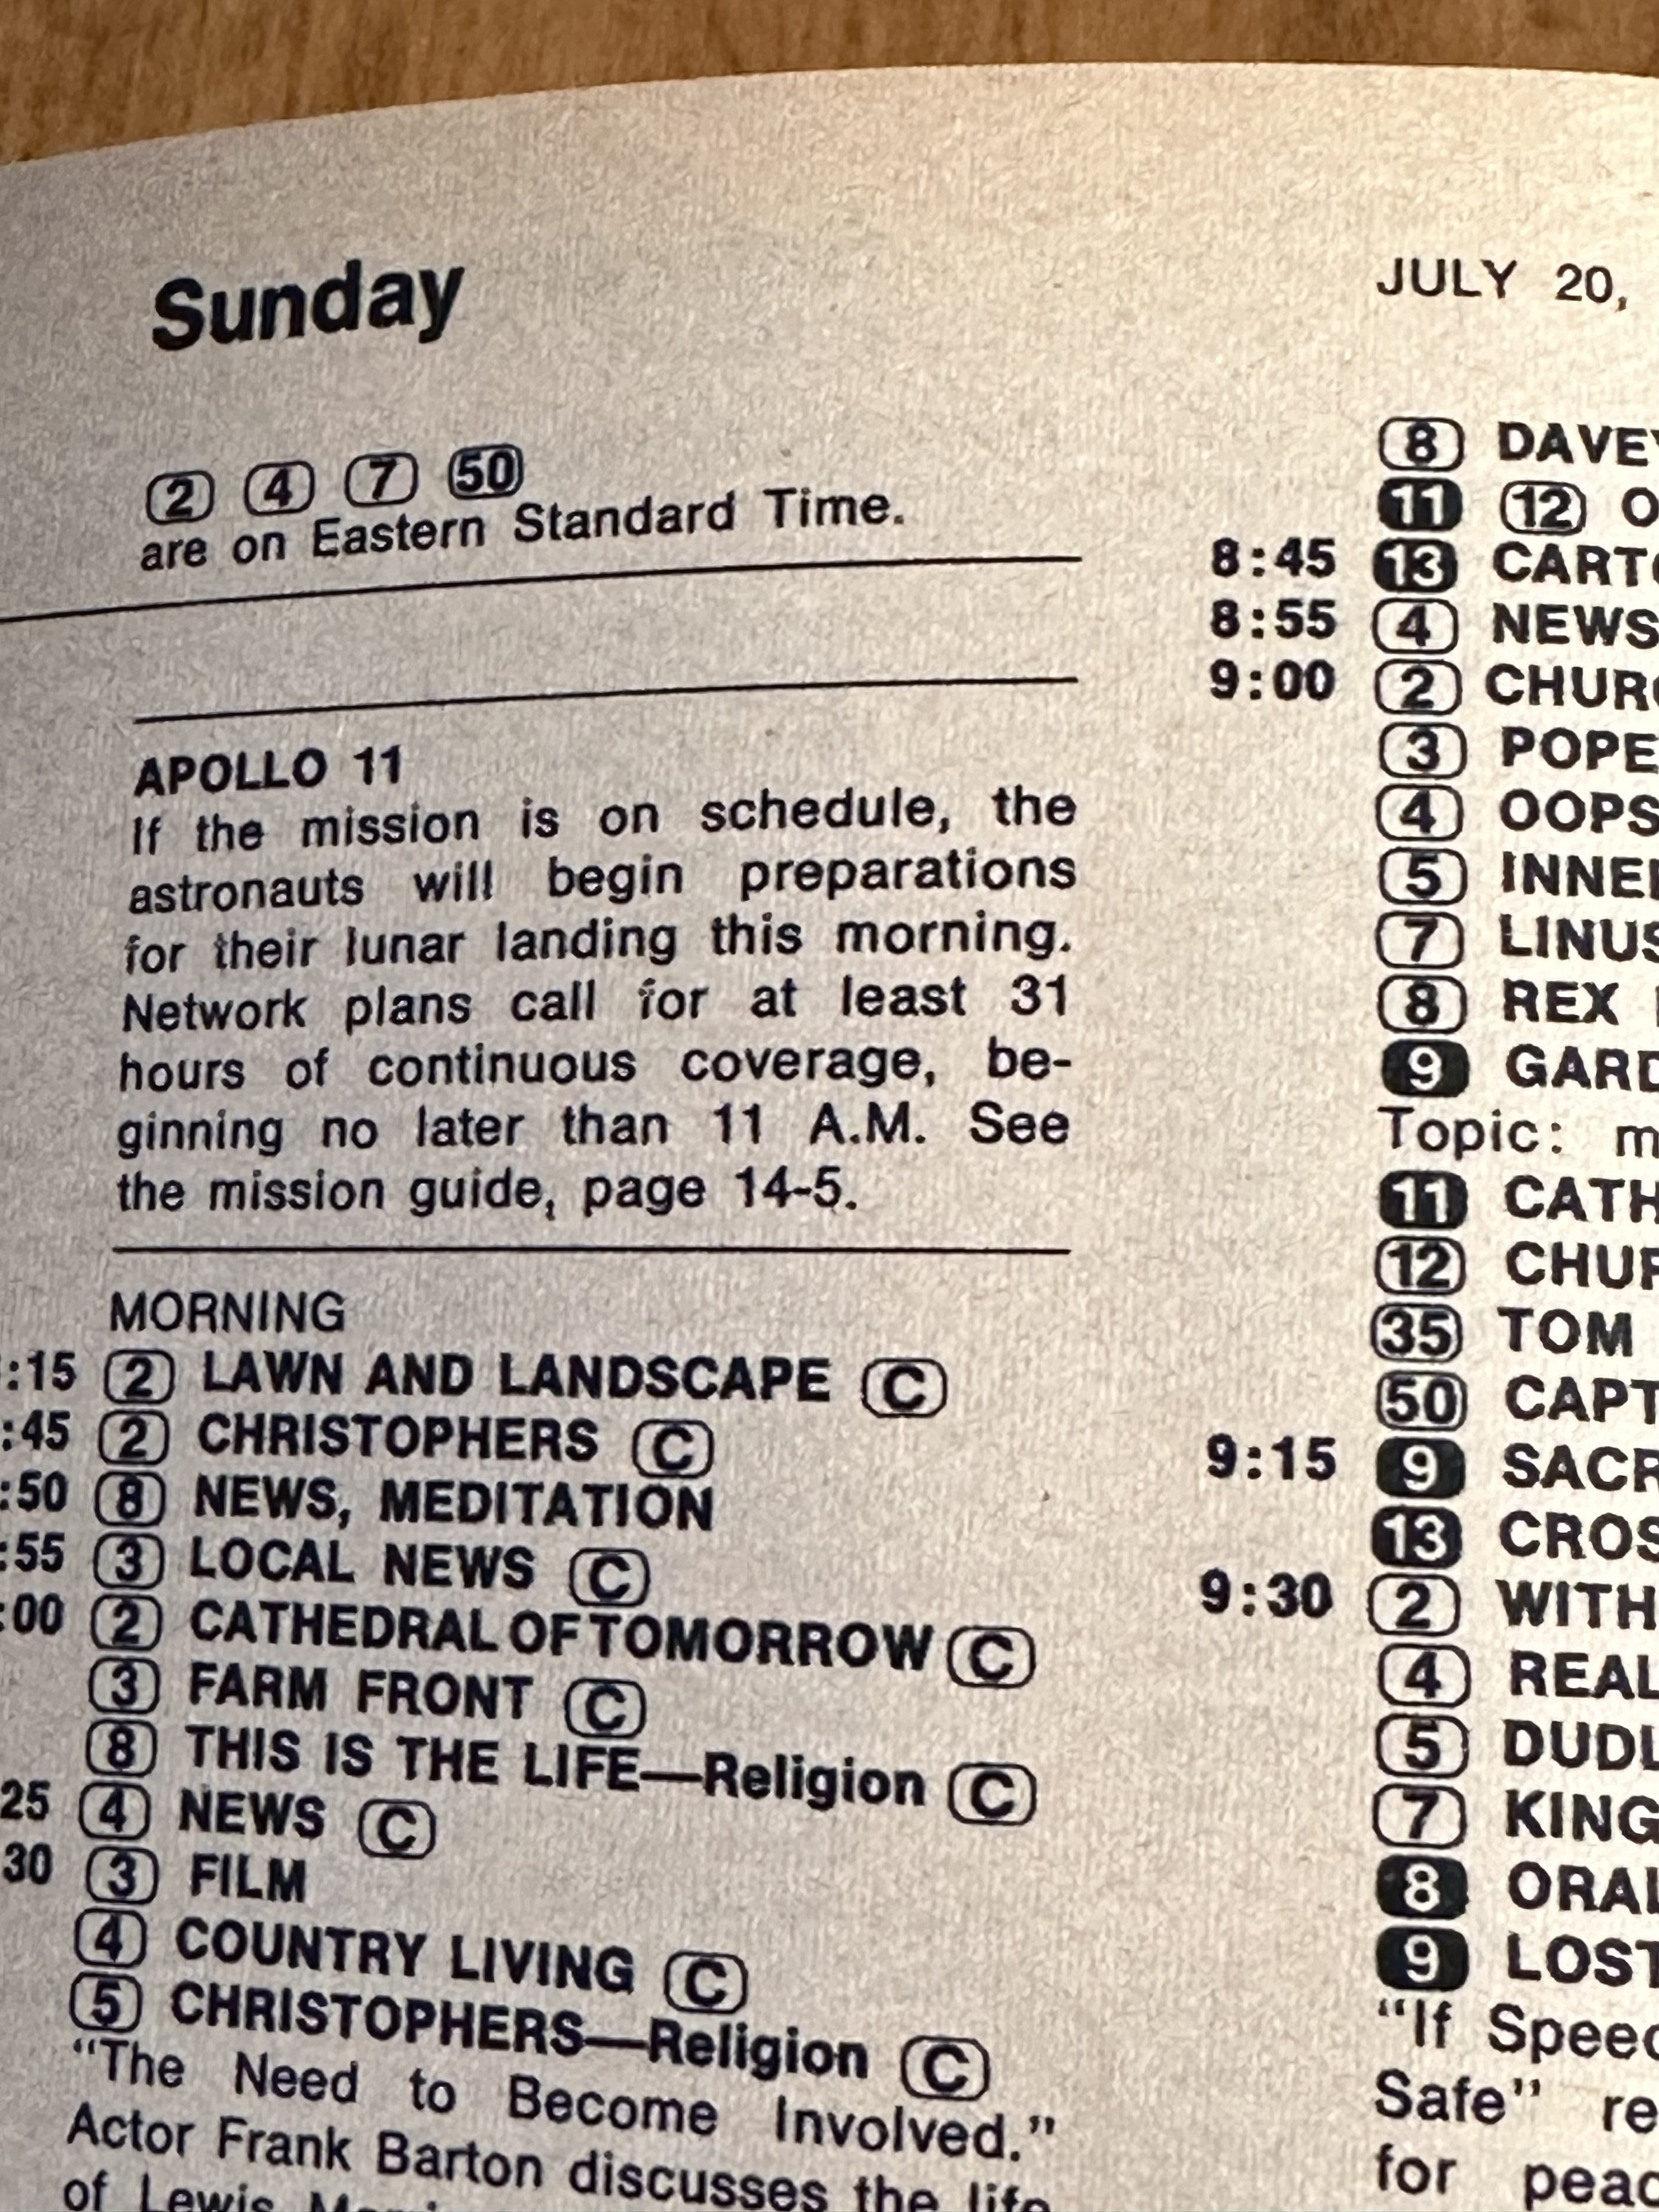 Sunday
2 4 7 50
are on Eastern Standard Time.
APOLLO 11
If the mission is on schedule, the
astronauts will begin preparations
for their lunar landing this morning.
Network plans call for at least 31
hours of continuous coverage, be-
ginning no later than 11 A.M. See
the mission guide, page 14-5.
MORNING
:15 2 LAWN AND LANDSCAPE C
:45 2 CHRISTOPHERS C
:50 8 NEWS, MEDITATION
:55 3 LOCAL NEWS C
:00 2 CATHEDRAL OF TOMORROW C
3 FARM FRONT C
8 THIS IS THE LIFE—Religion C
25 4 NEWS C
30 3 FILM
4 COUNTRY LIVING C
5 CHRISTOPHERS—Religion C
"The Need to Become Involved."
Actor Frank Barton discusses the life
of Lewis
JULY 20,
8 DAVEY
11 12 O
8:45 13 CARTO
8:55 4 NEWS
9:00 2 CHURC
3 POPE
4 OOPS
5 INNE
7 LINUS
8 REX
9 GARD
Topic: m
11 CATH
12 CHUR
35 TOM
50 CAPT
9:15 9 SACR
13 CROS
9:30 2 WITH
4 REAL
5 DUDL
7 KING
8 ORAL
9 LOST
"If Speed
Safe" re
for peac